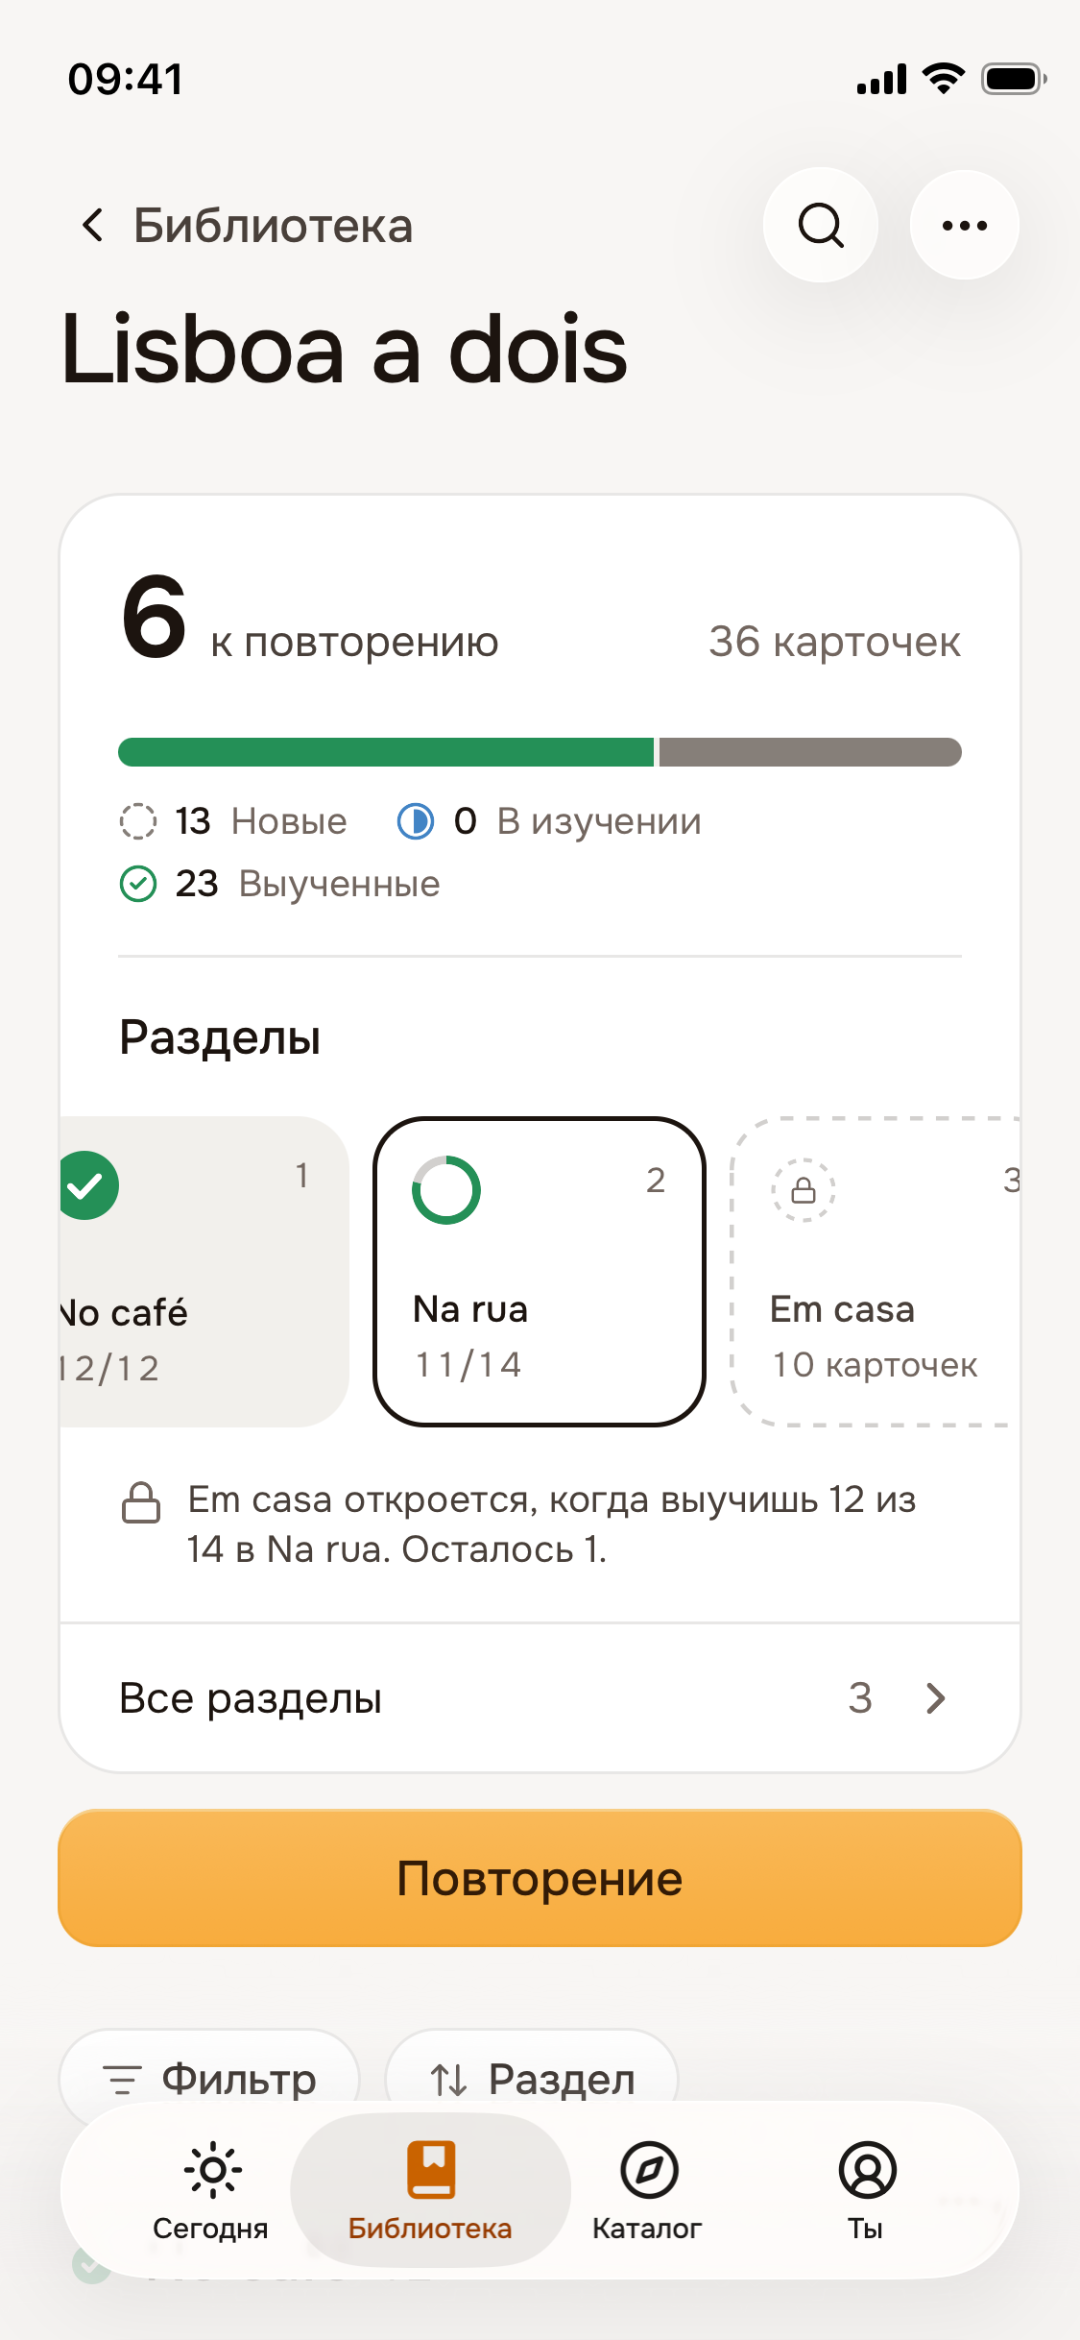 09:41
Библиотека
Lisboa a dois
6 к повторению
36 карточек
13 Новые
0 В изучении
23 Выученные
Разделы
1
No café
12/12
2
Na rua
11/14
3
Em casa
10 карточек
Em casa откроется, когда выучишь 12 из
14 в Na rua. Осталось 1.
Все разделы
3
Повторение
Фильтр
Раздел
Сегодня
Библиотека
Каталог
Ты